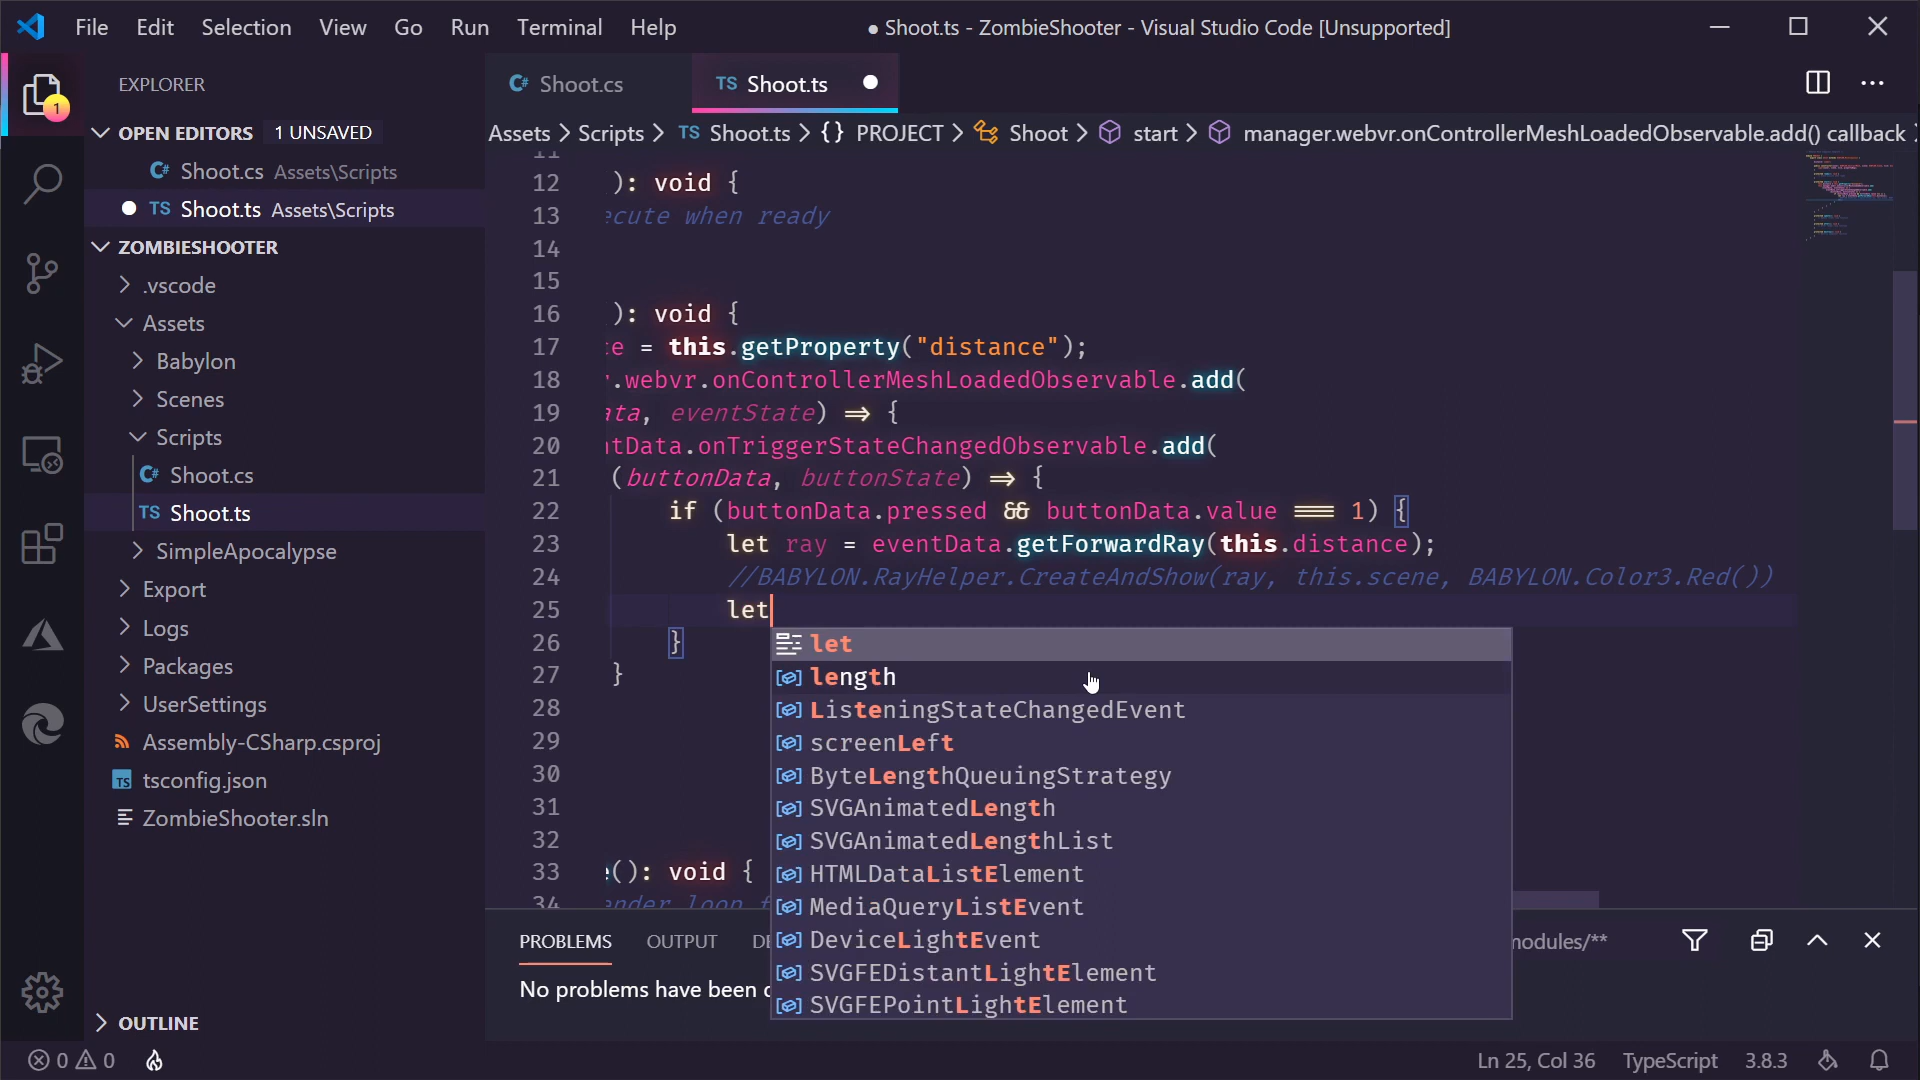 File Edit Selection View Go Run Terminal Help
● Shoot.ts - ZombieShooter - Visual Studio Code [Unsupported]
EXPLORER
1
OPEN EDITORS 1 UNSAVED
Shoot.cs Assets\Scripts
TS Shoot.ts Assets\Scripts
ZOMBIESHOOTER
.vscode
Assets
Babylon
Scenes
Scripts
Shoot.cs
TS Shoot.ts
SimpleApocalypse
Export
Logs
Packages
UserSettings
Assembly-CSharp.csproj
TS tsconfig.json
ZombieShooter.sln
OUTLINE
C# Shoot.cs
TS Shoot.ts
Assets > Scripts > TS Shoot.ts > {} PROJECT > Shoot > start > manager.webvr.onControllerMeshLoadedObservable.add() callback
11
12 ): void {
13 ecute when ready
14
15
16 ): void {
17 :e = this.getProperty("distance");
18 r.webvr.onControllerMeshLoadedObservable.add(
19 ata, eventState) => {
20 ntData.onTriggerStateChangedObservable.add(
21 (buttonData, buttonState) => {
22 if (buttonData.pressed && buttonData.value === 1) {
23 let ray = eventData.getForwardRay(this.distance);
24 //BABYLON.RayHelper.CreateAndShow(ray, this.scene, BABYLON.Color3.Red())
25 let
26 }
27 }
28
29
30
31
32
33 e(): void {
34 ender loop f
let
length
ListeningStateChangedEvent
screenLeft
ByteLengthQueuingStrategy
SVGAnimatedLength
SVGAnimatedLengthList
HTMLDataListElement
MediaQueryListEvent
DeviceLightEvent
SVGFEDistantLightElement
SVGFEPointLightElement
PROBLEMS OUTPUT DE
nodules/**
No problems have been d
0 0
Ln 25, Col 36 TypeScript 3.8.3